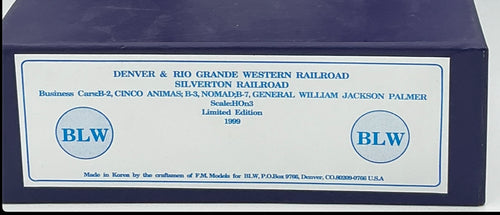 DENVER & RIO GRANDE WESTERN RAILROAD
SILVERTON RAILROAD
Business Cars:B-2, CINCO ANIMAS; B-3, NOMAD;B-7, GENERAL WILLIAM JACKSON PALMER
Scale:HOn3
Limited Edition
1999
BLW
BLW
Made in Korea by the craftsmen of F.M. Models for BLW, P.O.Box 9766, Denver, CO.80209-0766 U.S.A